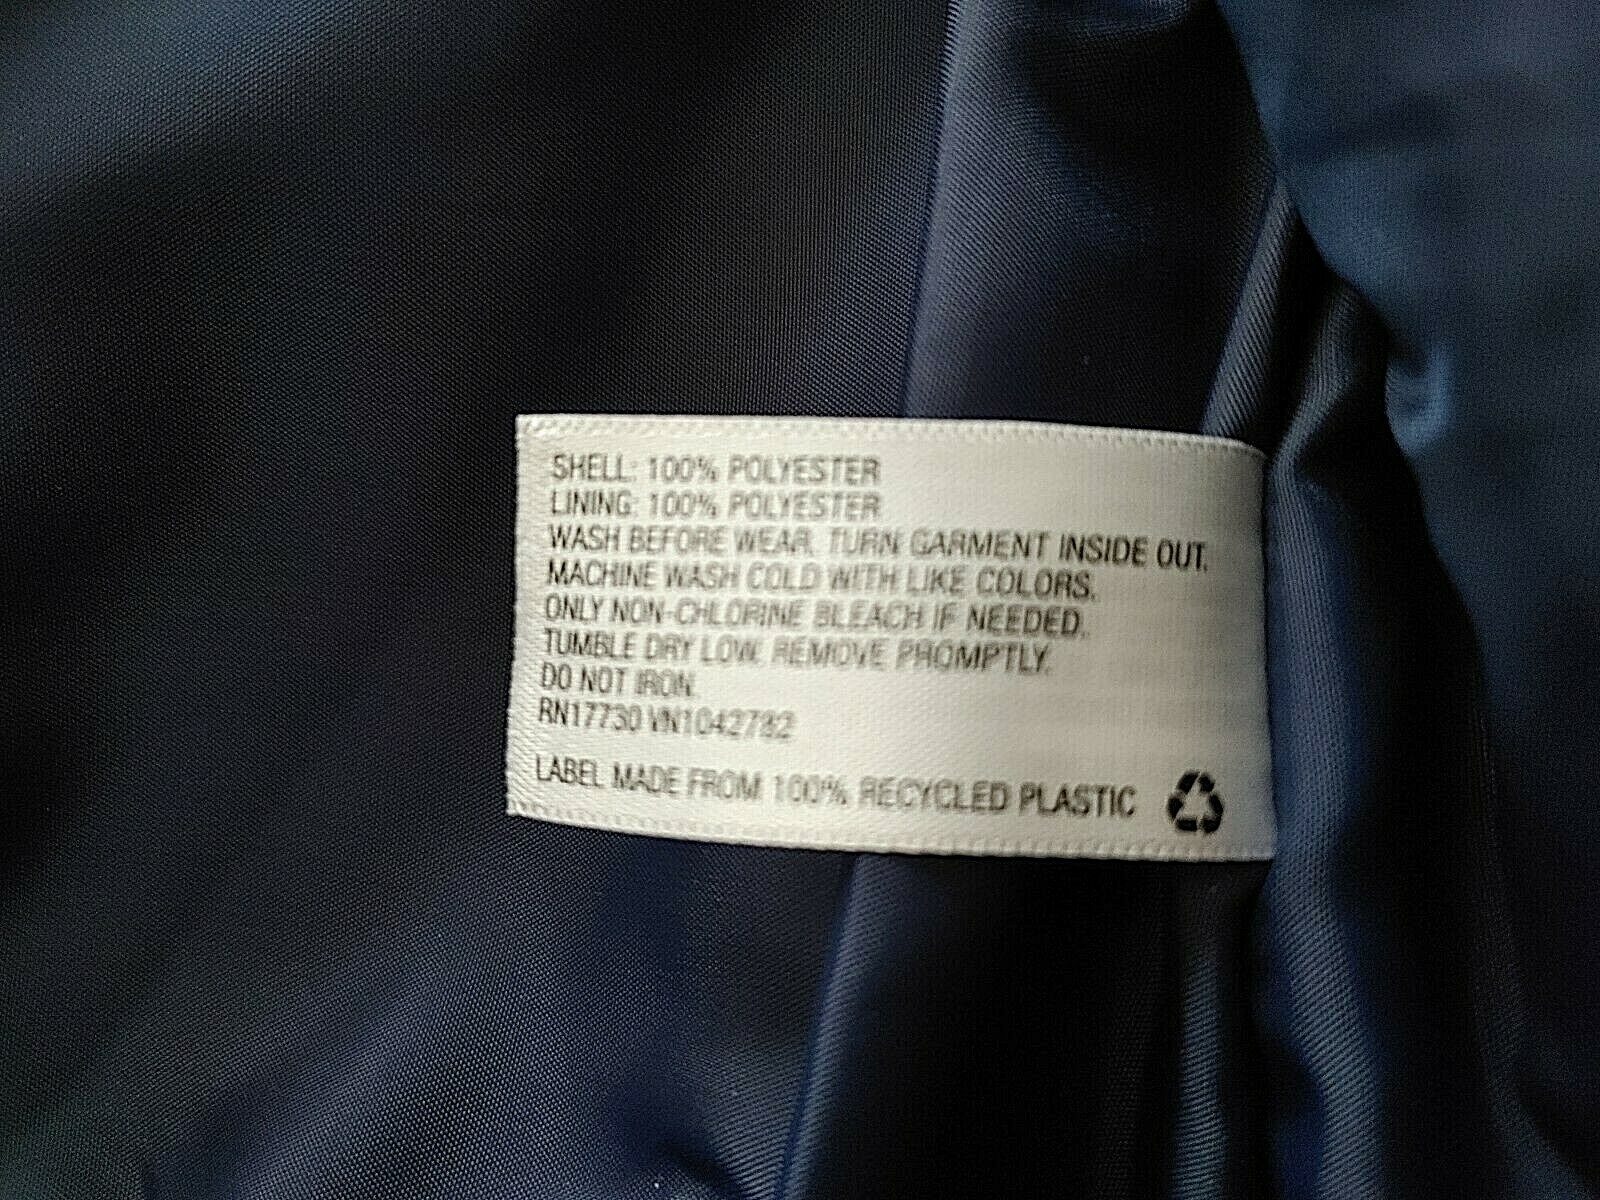 SHELL: 100% POLYESTER
LINING: 100% POLYESTER
WASH BEFORE WEAR. TURN GARMENT INSIDE OUT.
MACHINE WASH COLD WITH LIKE COLORS.
ONLY NON-CHLORINE BLEACH IF NEEDED.
TUMBLE DRY LOW. REMOVE PROMPTLY.
DO NOT IRON.
RN17730 VN1042782
LABEL MADE FROM 100% RECYCLED PLASTIC